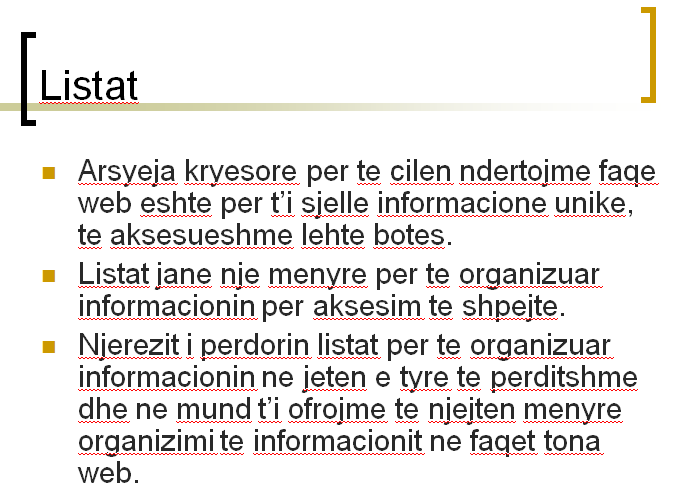 Listat
Arsyeja kryesore per te cilen ndertojme faqe
web eshte per t'i sjelle informacione unike,
te aksesueshme lehte botes.
Listat jane nje menyre per te organizuar
informacionin per aksesim te shpejte.
Njerezit i perdorin listat per te organizuar
informacionin ne jeten e tyre te perditshme
dhe ne mund t'i ofrojme te njejten menyre
organizimi te informacionit ne faqet tona
web.